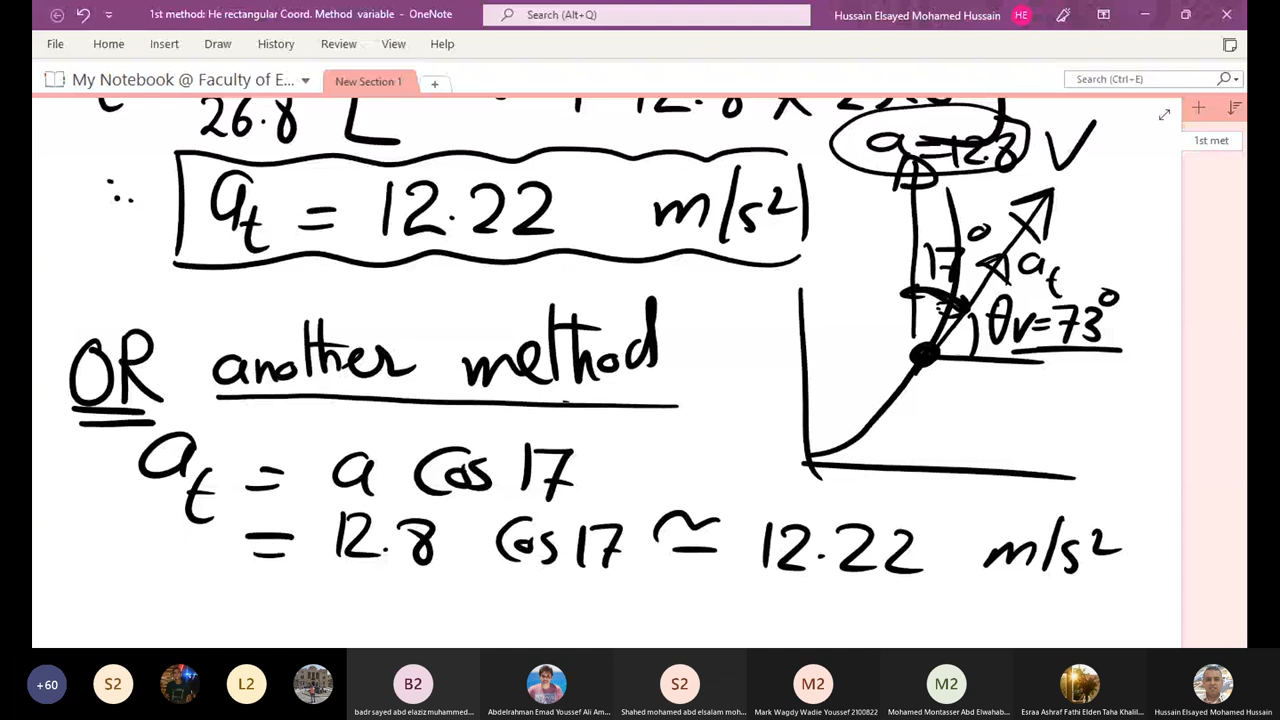 1st method: He rectangular Coord. Method variable - OneNote
Search (Alt+Q)
Hussain Elsayed Mohamed Hussain
HE
File Home Insert Draw History Review View Help
My Notebook @ Faculty of E...
New Section 1
Search (Ctrl+E)
1st met
26.8
12.8 x
a = 12.8
V
∴ at = 12.22 m/s²
17°
at
θv = 73°
OR another method
at = a Cos 17
= 12.8 Cos 17 ≃ 12.22 m/s²
+60
S2
L2
B2
S2
M2
M2
badr sayed abd elaziz muhammed...
Abdelrahman Emad Youssef Ali Am...
Shahed mohamed abd elsalam moh...
Mark Wagdy Wadie Youssef 2100822
Mohamed Montasser Abd Elwahab...
Esraa Ashraf Fathi Elden Taha Khalil...
Hussain Elsayed Mohamed Hussain